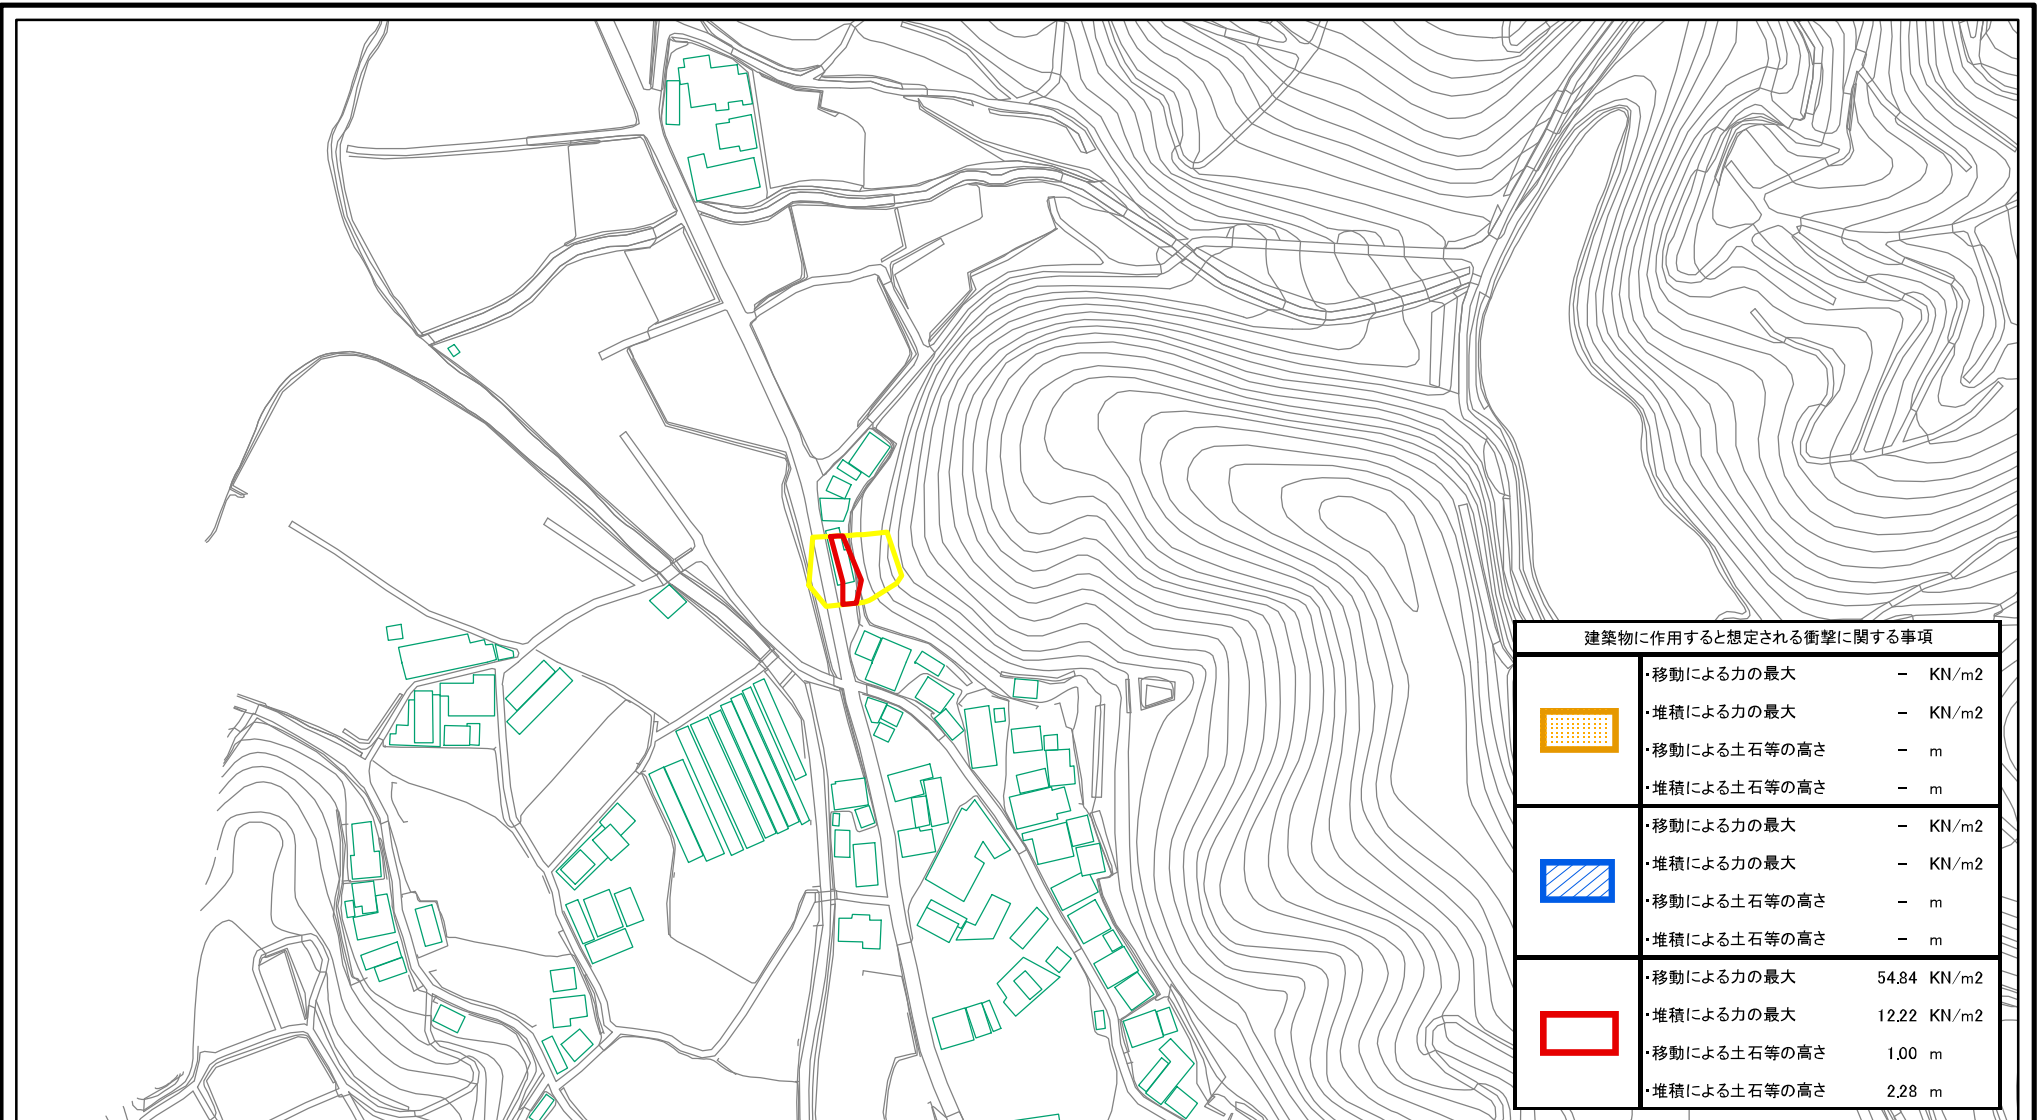 建築物に作用すると想定される衝撃に関する事項
・移動による力の最大 － KN/m2
・堆積による力の最大 － KN/m2
・移動による土石等の高さ － m
・堆積による土石等の高さ － m
・移動による力の最大 － KN/m2
・堆積による力の最大 － KN/m2
・移動による土石等の高さ － m
・堆積による土石等の高さ － m
・移動による力の最大 54.84 KN/m2
・堆積による力の最大 12.22 KN/m2
・移動による土石等の高さ 1.00 m
・堆積による土石等の高さ 2.28 m